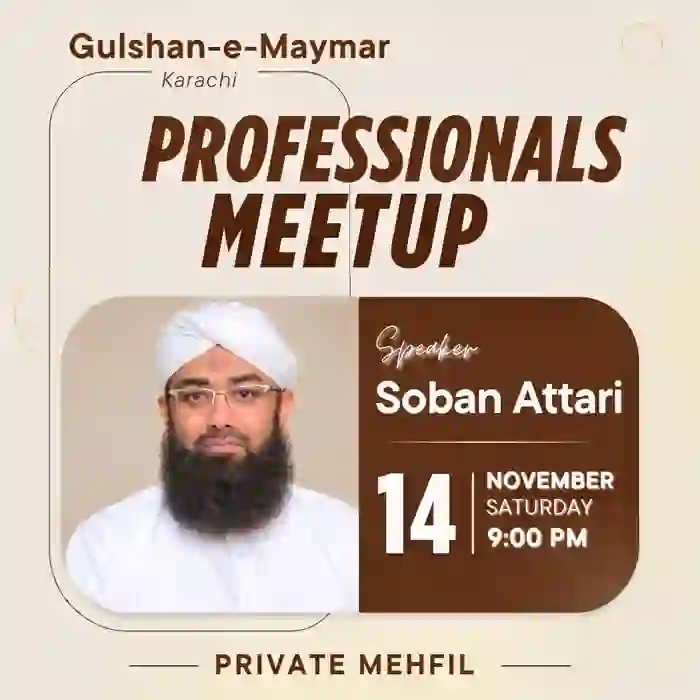 Gulshan-e-Maymar
Karachi
PROFESSIONALS
MEETUP
Speaker
Soban Attari
14
NOVEMBER
SATURDAY
9:00 PM
PRIVATE MEHFIL